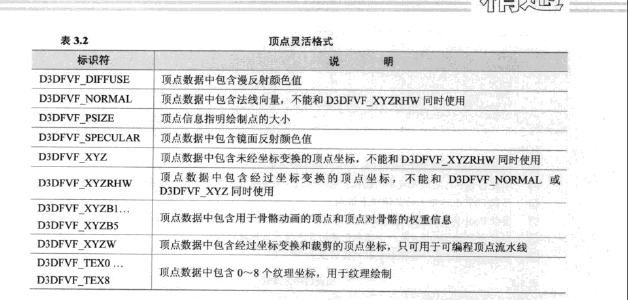 精通
表 3.2 顶点灵活格式
标识符 说 明
D3DFVF_DIFFUSE 顶点数据中包含漫反射颜色值
D3DFVF_NORMAL 顶点数据中包含法线向量，不能和 D3DFVF_XYZRHW 同时使用
D3DFVF_PSIZE 顶点信息指明绘制点的大小
D3DFVF_SPECULAR 顶点数据中包含镜面反射颜色值
D3DFVF_XYZ 顶点数据中包含未经坐标变换的顶点坐标，不能和 D3DFVF_XYZRHW 同时使用
D3DFVF_XYZRHW 顶点数据中包含经过坐标变换的顶点坐标，不能和 D3DFVF_NORMAL 或
D3DFVF_XYZ 同时使用
D3DFVF_XYZB1…
D3DFVF_XYZB5
顶点数据中包含用于骨骼动画的顶点和顶点对骨骼的权重信息
D3DFVF_XYZW 顶点数据中包含经过坐标变换和裁剪的顶点坐标，只可用于可编程顶点流水线
D3DFVF_TEX0 …
D3DFVF_TEX8
顶点数据中包含 0～8 个纹理坐标，用于纹理绘制